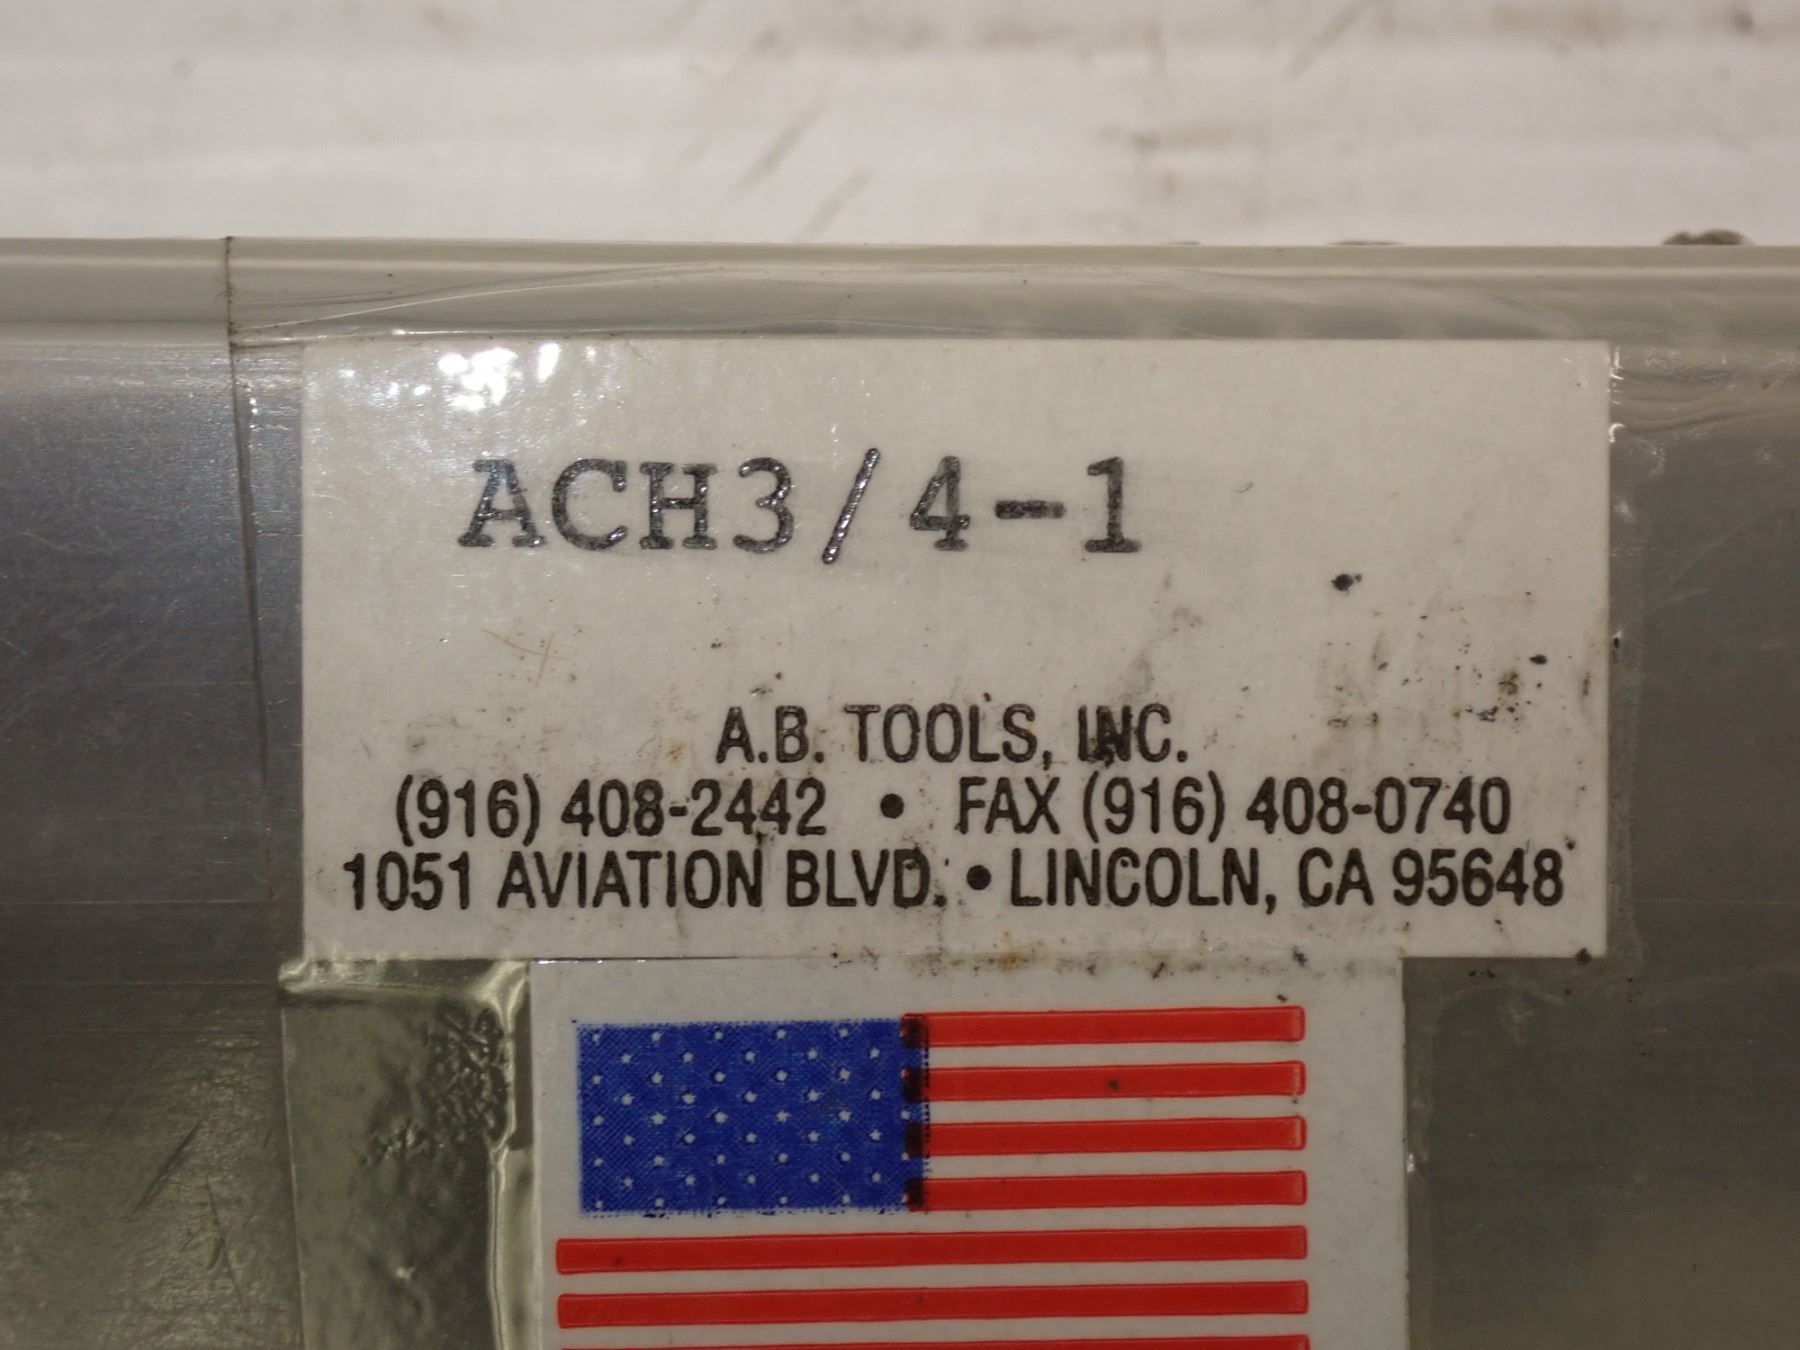 ACH3/4-1
A.B. TOOLS, INC.
(916) 408-2442 • FAX (916) 408-0740
1051 AVIATION BLVD. • LINCOLN, CA 95648